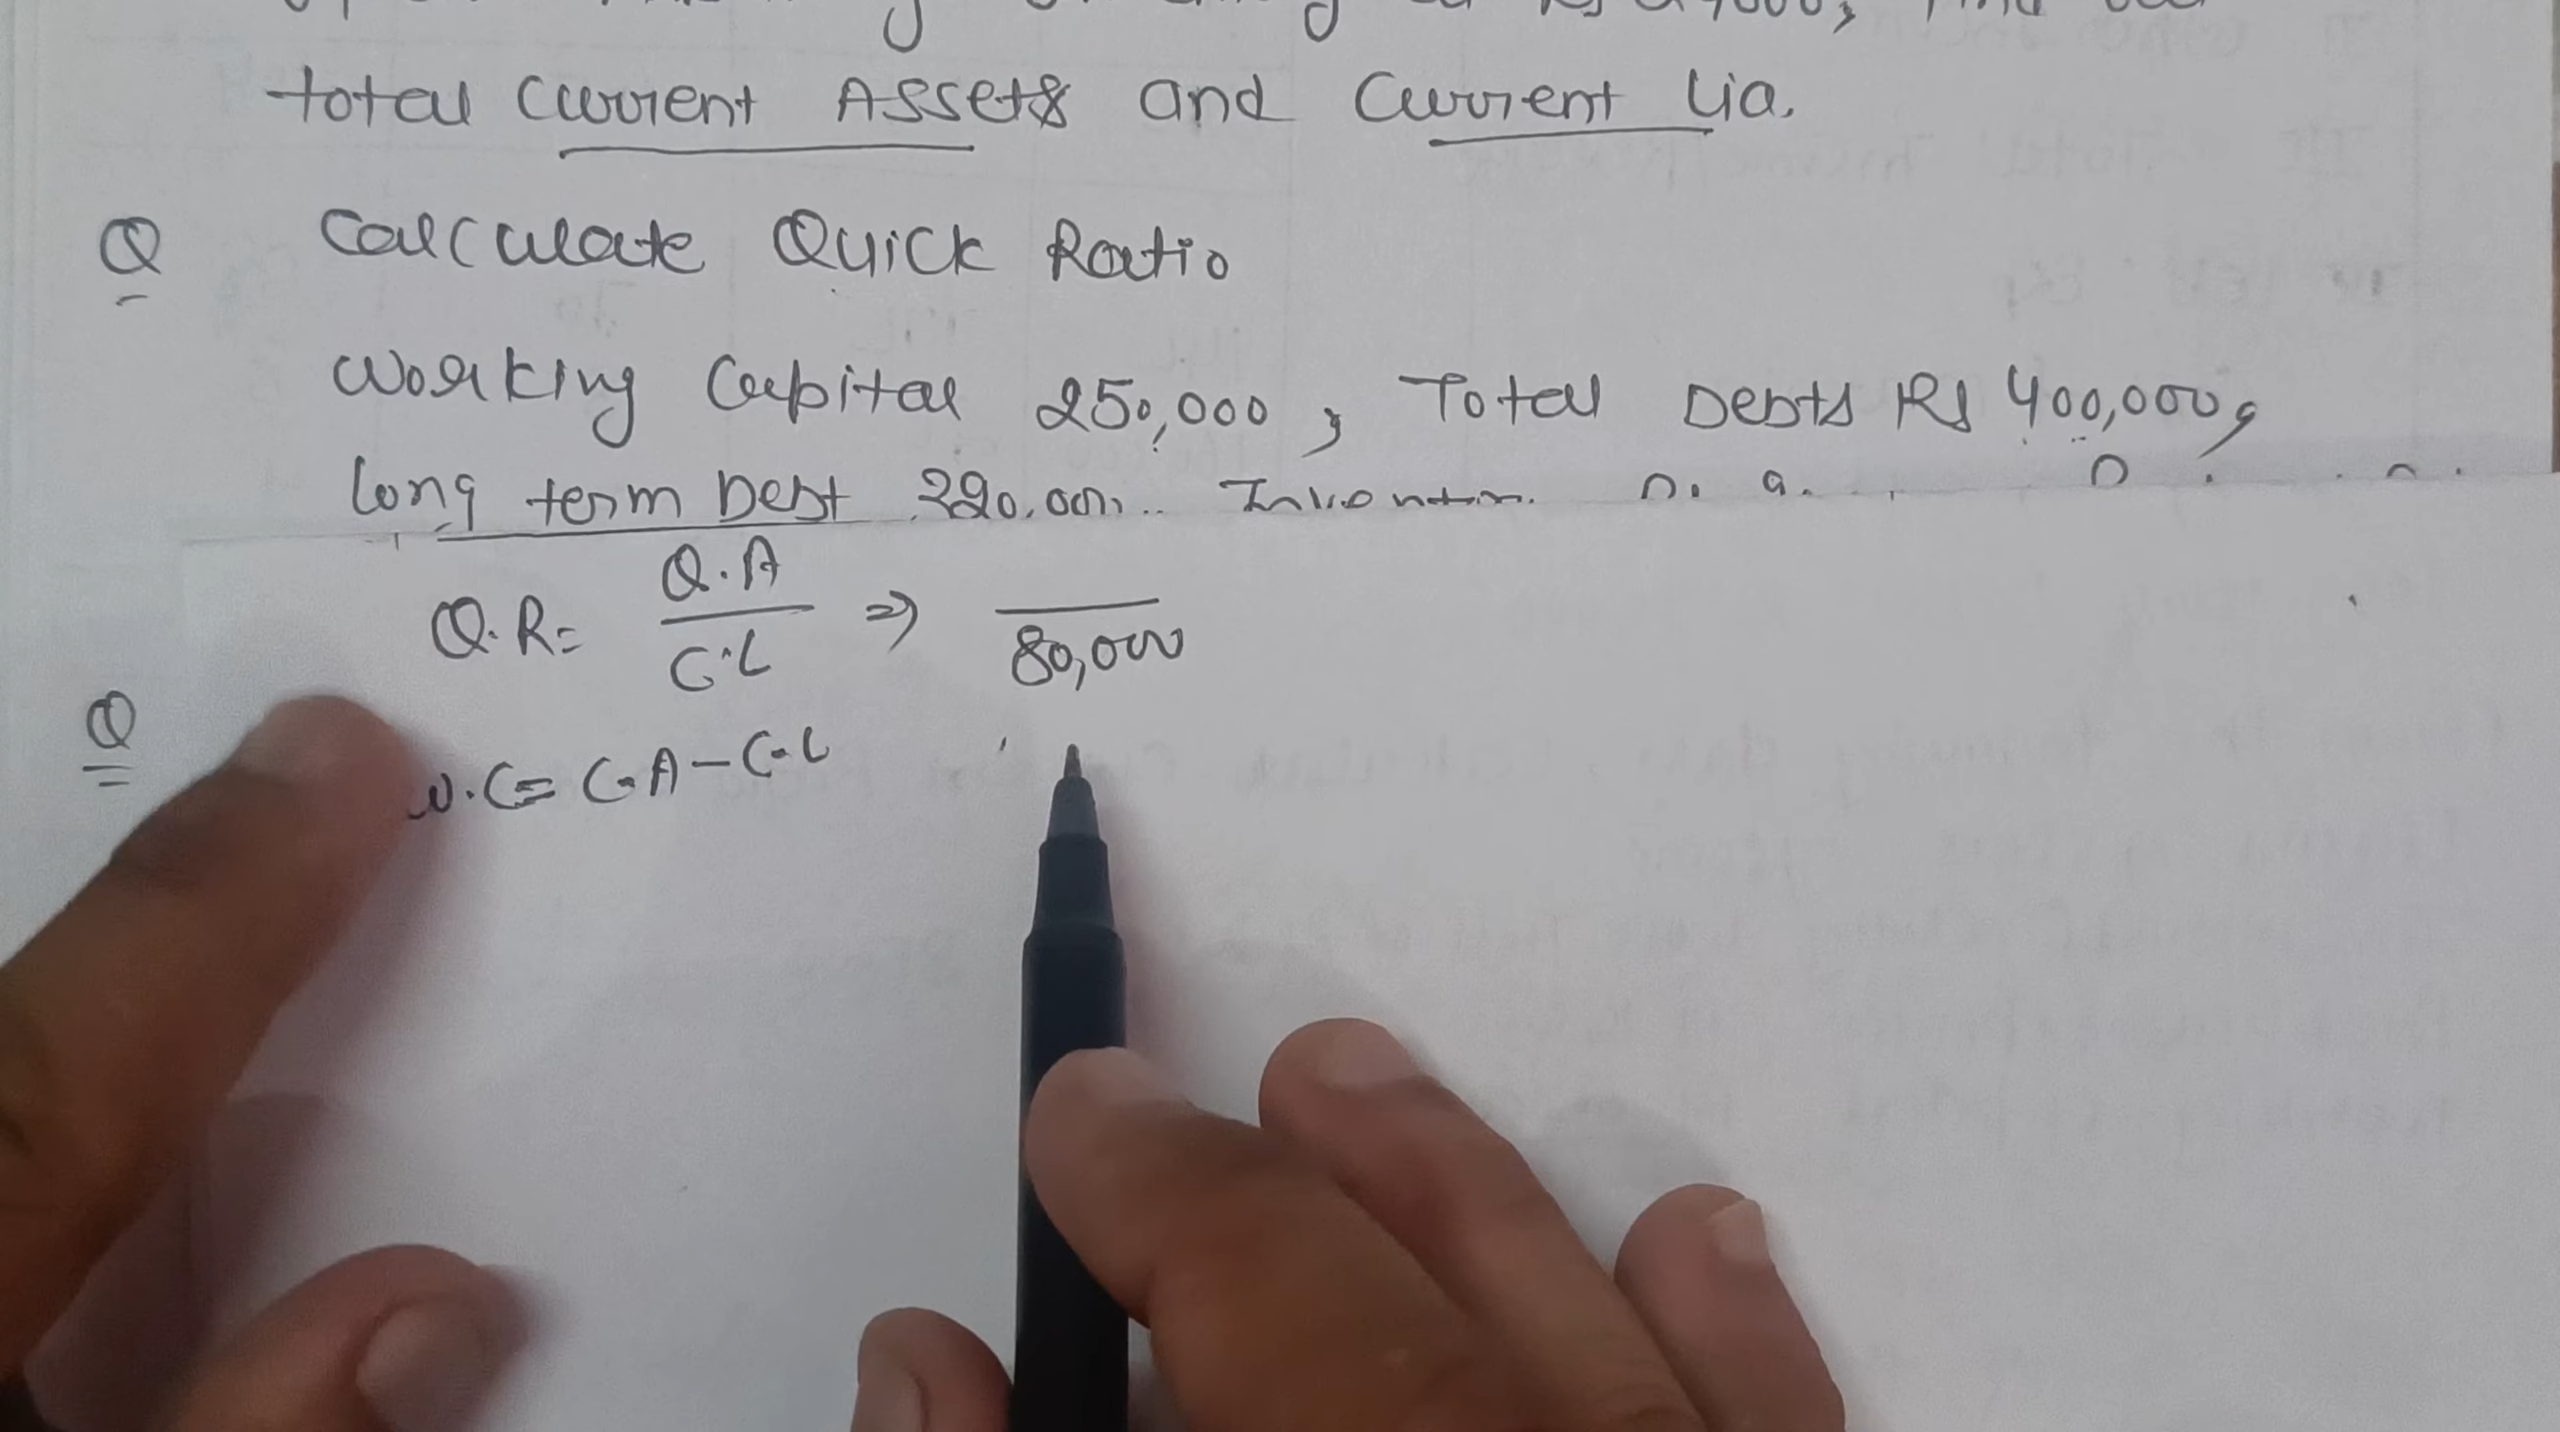 total Current Assets and Current Lia.
Q Calculate Quick Ratio
Working Capital 250,000, Total Debts Rs 400,000,
long term Debt 320,000
Q.R = Q.A / C.L ⇒ / 80,000
Q
W.C = C.A – C.L